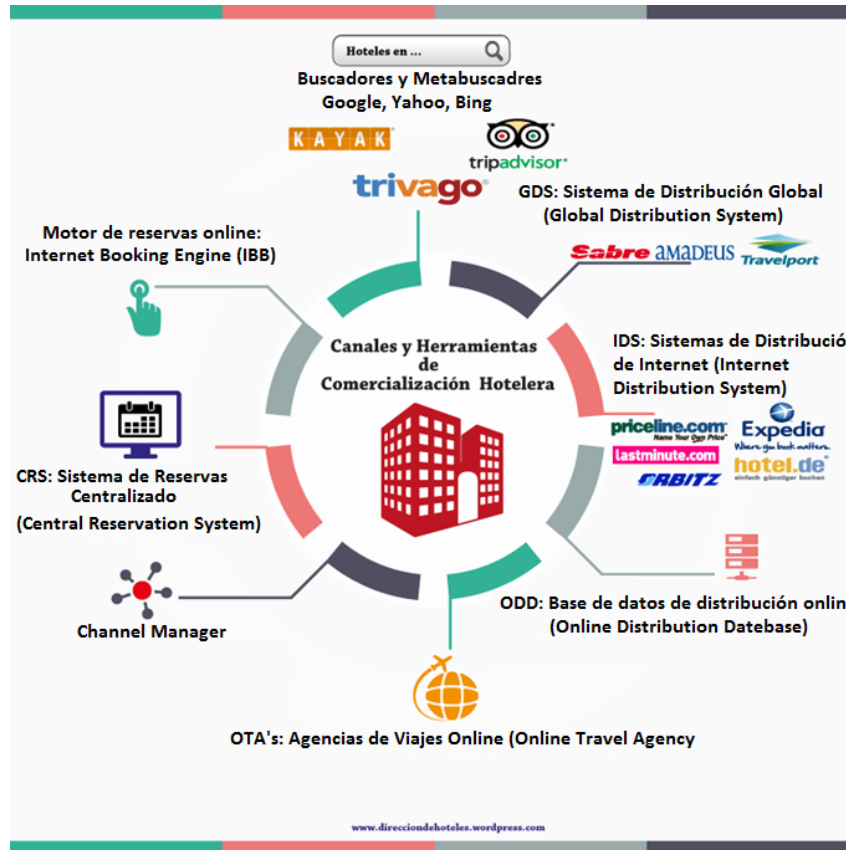 Hoteles en ...
Buscadores y Metabuscadres
Google, Yahoo, Bing
KAYAK
tripadvisor
trivago
GDS: Sistema de Distribución Global
(Global Distribution System)
Sabre AMADEUS Travelport
Motor de reservas online:
Internet Booking Engine (IBB)
IDS: Sistemas de Distribució
de Internet (Internet
Distribution System)
priceline.com
Name Your Own Price
Expedia
Where you book matters.
lastminute.com
hotel.de
einfach günstiger buchen
ORBITZ
Canales y Herramientas
de
Comercialización Hotelera
CRS: Sistema de Reservas
Centralizado
(Central Reservation System)
ODD: Base de datos de distribución onlin
(Online Distribution Datebase)
Channel Manager
OTA's: Agencias de Viajes Online (Online Travel Agency
www.direcciondehoteles.wordpress.com